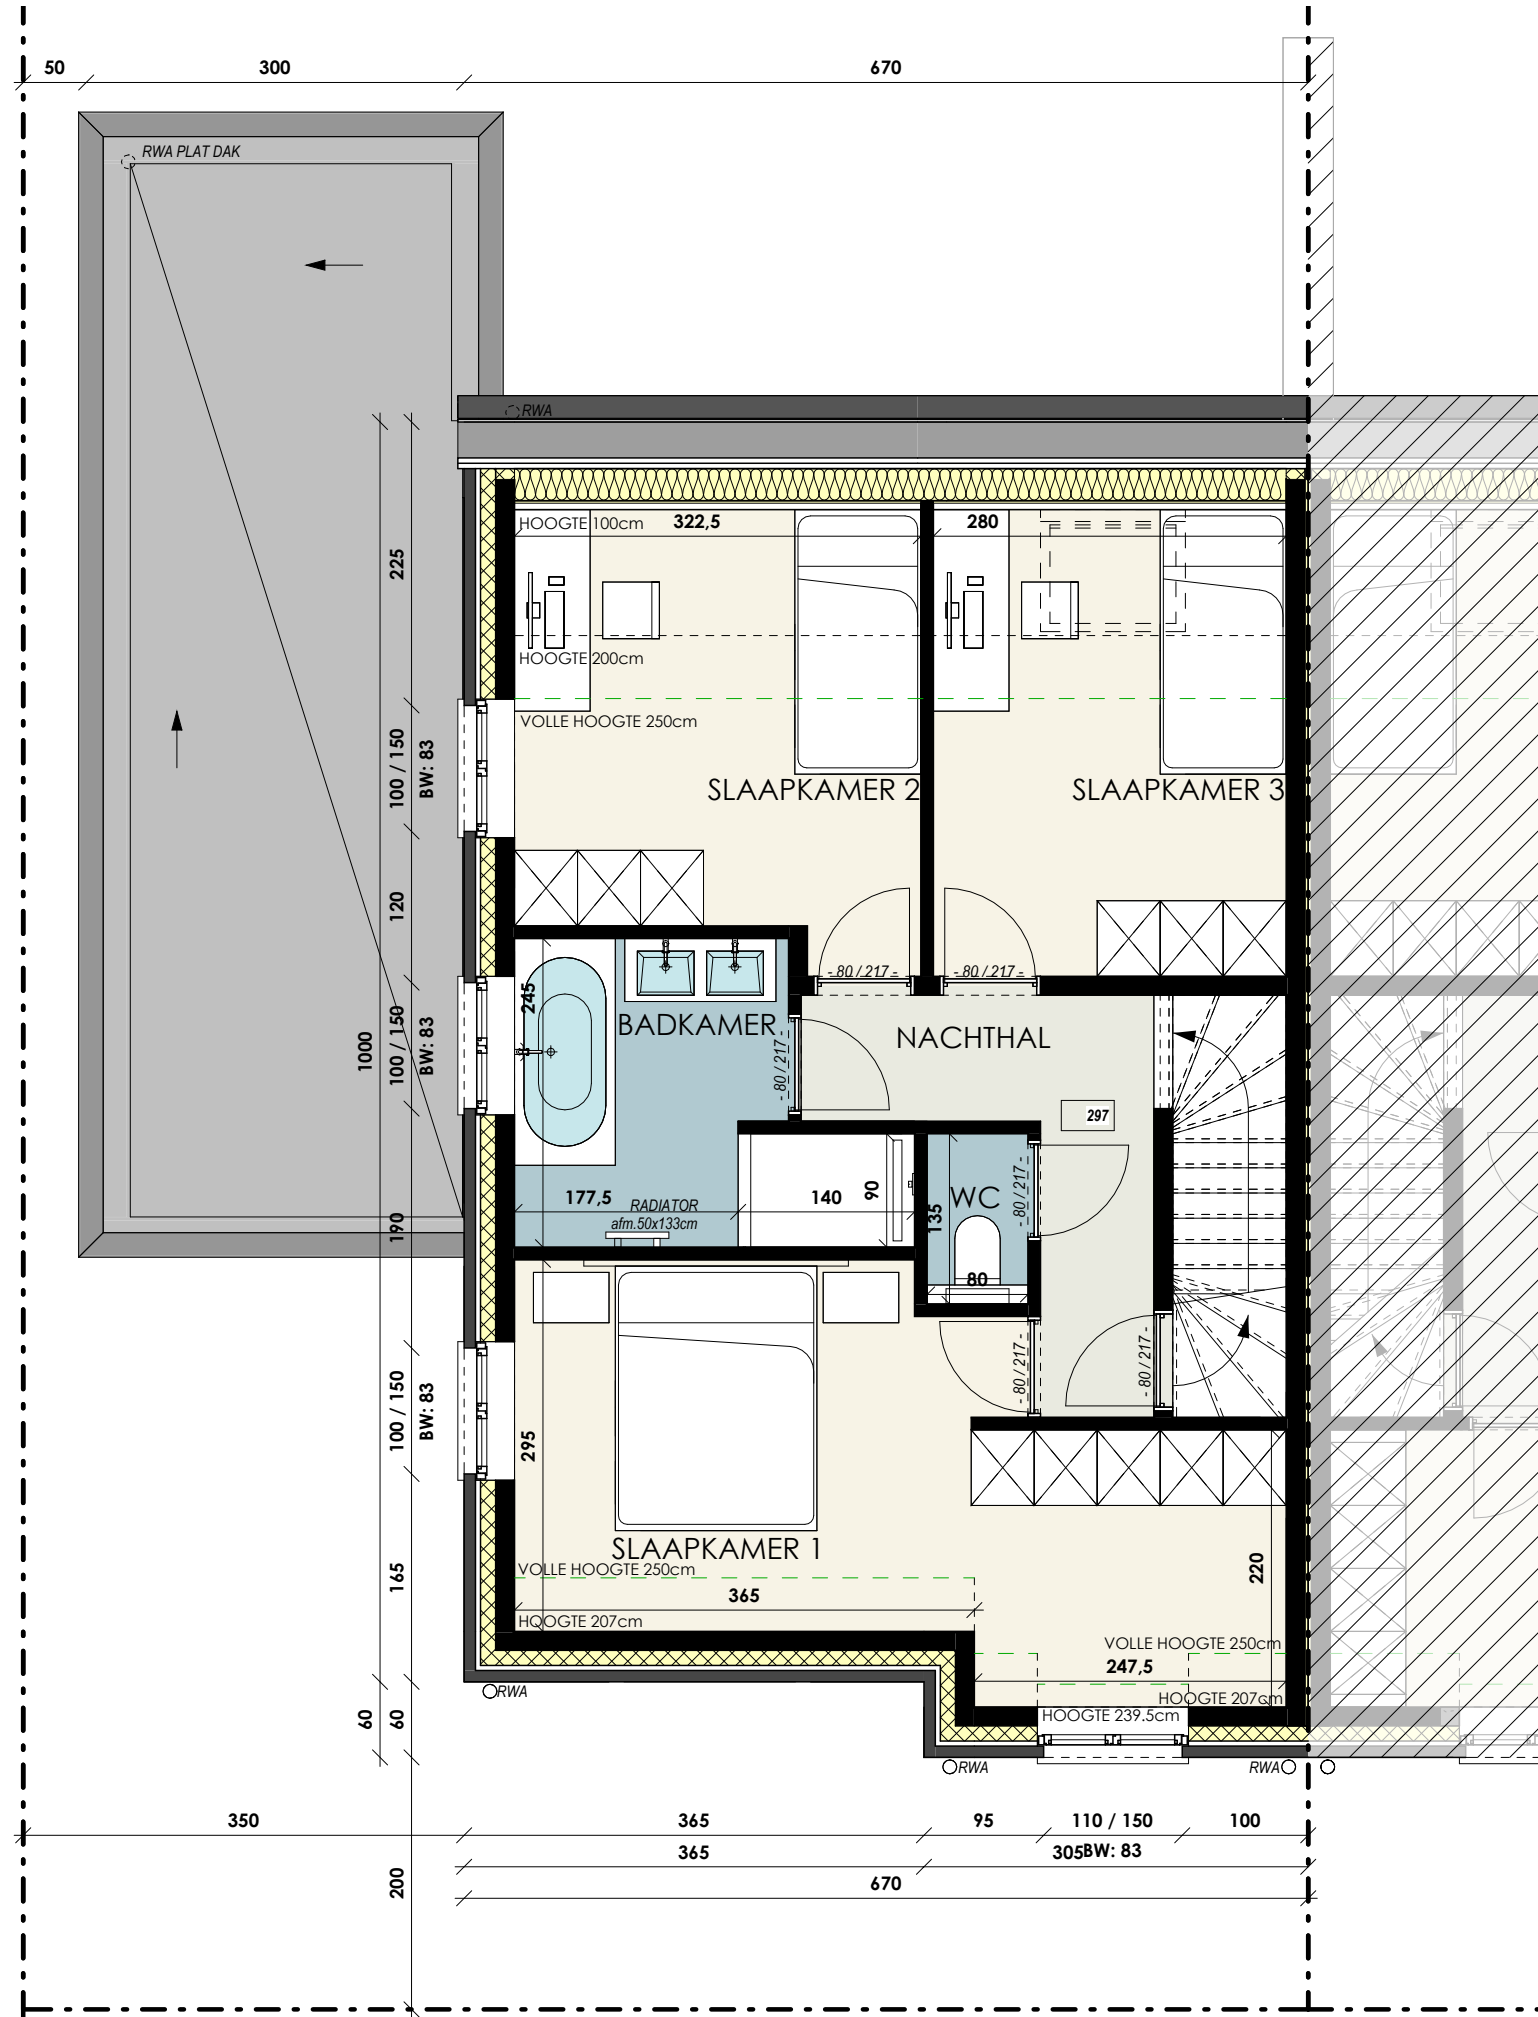 50
300
670
RWA PLAT DAK
RWA
HOOGTE 100cm
322,5
280
225
HOOGTE 200cm
VOLLE HOOGTE 250cm
100 / 150
BW: 83
SLAAPKAMER 2
SLAAPKAMER 3
120
- 80 / 217 -
- 80 / 217 -
245
BADKAMER
NACHTHAL
- 80 / 217 -
1000
100 / 150
BW: 83
297
177,5
RADIATOR
afm.50x133cm
140
90
135
WC
- 80 / 217 -
80
190
- 80 / 217 -
- 80 / 217 -
100 / 150
BW: 83
295
SLAAPKAMER 1
VOLLE HOOGTE 250cm
165
365
220
HOOGTE 207cm
VOLLE HOOGTE 250cm
247,5
HOOGTE 207cm
HOOGTE 239.5cm
RWA
60
60
RWA
RWA
350
365
95
110 / 150
100
365
305
BW: 83
670
200